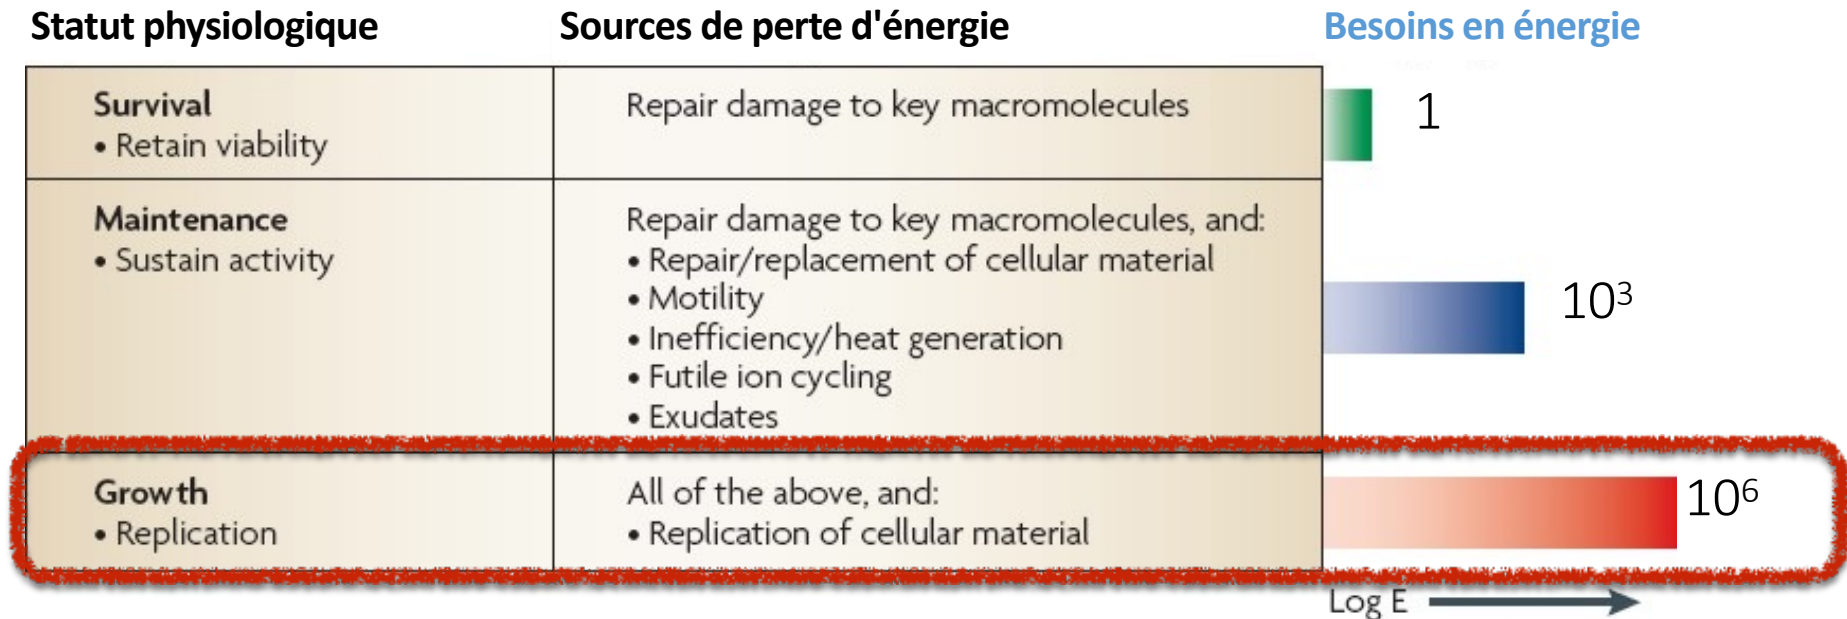 Statut physiologique
Sources de perte d'énergie
Besoins en énergie
Survival
• Retain viability
Repair damage to key macromolecules
1
Maintenance
• Sustain activity
Repair damage to key macromolecules, and:
• Repair/replacement of cellular material
• Motility
• Inefficiency/heat generation
• Futile ion cycling
• Exudates
10³
Growth
• Replication
All of the above, and:
• Replication of cellular material
10⁶
Log E